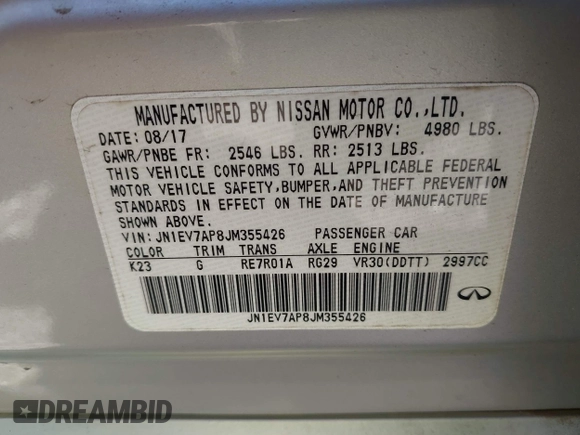 MANUFACTURED BY NISSAN MOTOR CO.,LTD.
DATE: 08/17 GVWR/PNBV: 4980 LBS.
GAWR/PNBE FR: 2546 LBS. RR: 2513 LBS.
THIS VEHICLE CONFORMS TO ALL APPLICABLE FEDERAL
MOTOR VEHICLE SAFETY,BUMPER,AND THEFT PREVENTION
STANDARDS IN EFFECT ON THE DATE OF MANUFACTURE
SHOWN ABOVE.
VIN: JN1EV7AP8JM355426 PASSENGER CAR
COLOR TRIM TRANS AXLE ENGINE
K23 G RE7R01A RG29 VR30(DDTT) 2997CC
JN1EV7AP8JM355426
INFINITI
DREAMBID